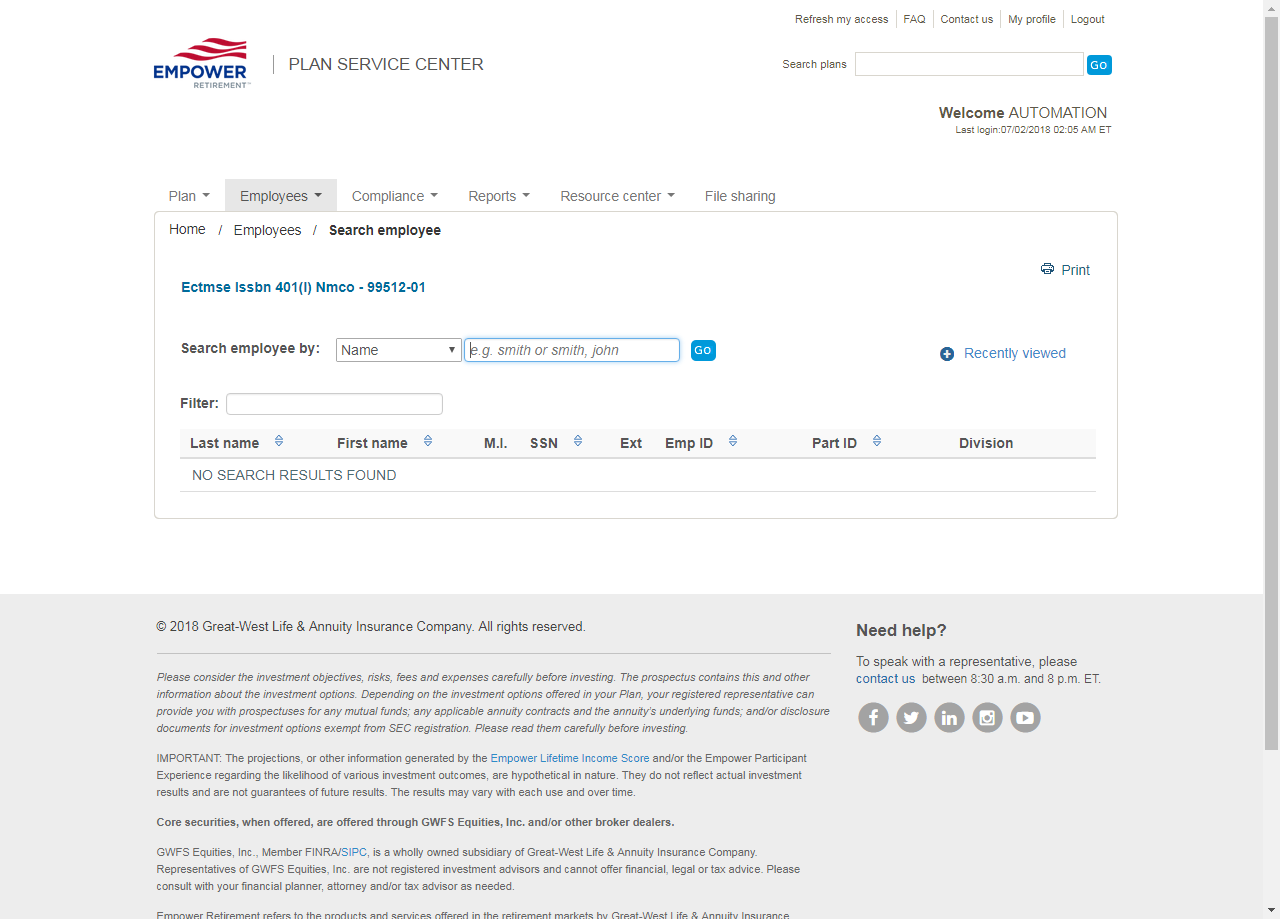 Refresh my access FAQ Contact us My profile Logout
EMPOWER
RETIREMENT™
PLAN SERVICE CENTER
Search plans GO
Welcome AUTOMATION
Last login:07/02/2018 02:05 AM ET
Plan Employees Compliance Reports Resource center File sharing
Home / Employees / Search employee
Print
Ectmse Issbn 401(I) Nmco - 99512-01
Search employee by: Name e.g. smith or smith, john GO
Recently viewed
Filter:
Last name First name M.I. SSN Ext Emp ID Part ID Division
NO SEARCH RESULTS FOUND
© 2018 Great-West Life & Annuity Insurance Company. All rights reserved.
Please consider the investment objectives, risks, fees and expenses carefully before investing. The prospectus contains this and other
information about the investment options. Depending on the investment options offered in your Plan, your registered representative can
provide you with prospectuses for any mutual funds; any applicable annuity contracts and the annuity's underlying funds; and/or disclosure
documents for investment options exempt from SEC registration. Please read them carefully before investing.
IMPORTANT: The projections, or other information generated by the Empower Lifetime Income Score and/or the Empower Participant
Experience regarding the likelihood of various investment outcomes, are hypothetical in nature. They do not reflect actual investment
results and are not guarantees of future results. The results may vary with each use and over time.
Core securities, when offered, are offered through GWFS Equities, Inc. and/or other broker dealers.
GWFS Equities, Inc., Member FINRA/SIPC, is a wholly owned subsidiary of Great-West Life & Annuity Insurance Company.
Representatives of GWFS Equities, Inc. are not registered investment advisors and cannot offer financial, legal or tax advice. Please
consult with your financial planner, attorney and/or tax advisor as needed.
Empower Retirement refers to the products and services offered in the retirement markets by Great-West Life & Annuity Insurance
Need help?
To speak with a representative, please
contact us between 8:30 a.m. and 8 p.m. ET.